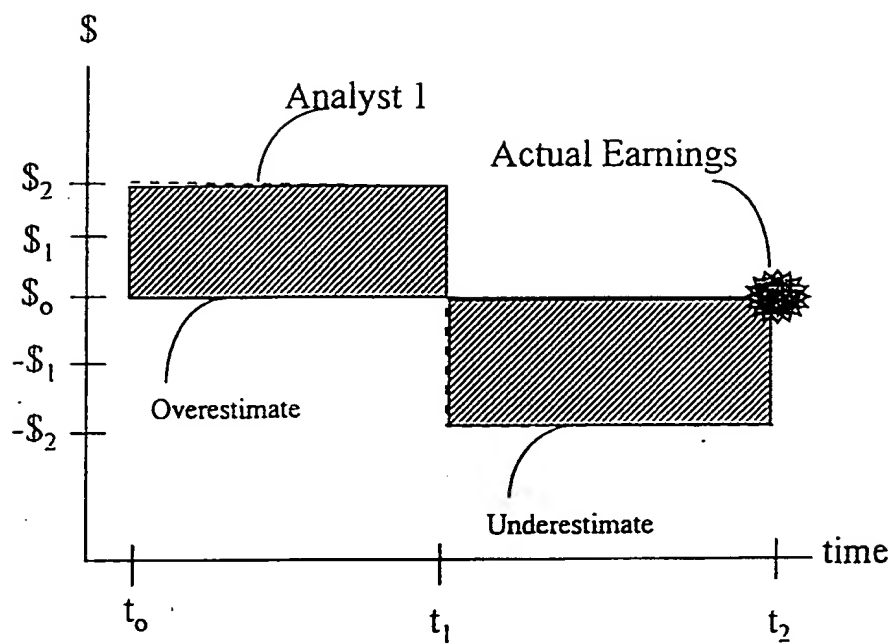 $
Analyst 1
Actual Earnings
$₂
$₁
$ₒ
-$₁
-$₂
Overestimate
Underestimate
time
tₒ
t₁
t₂